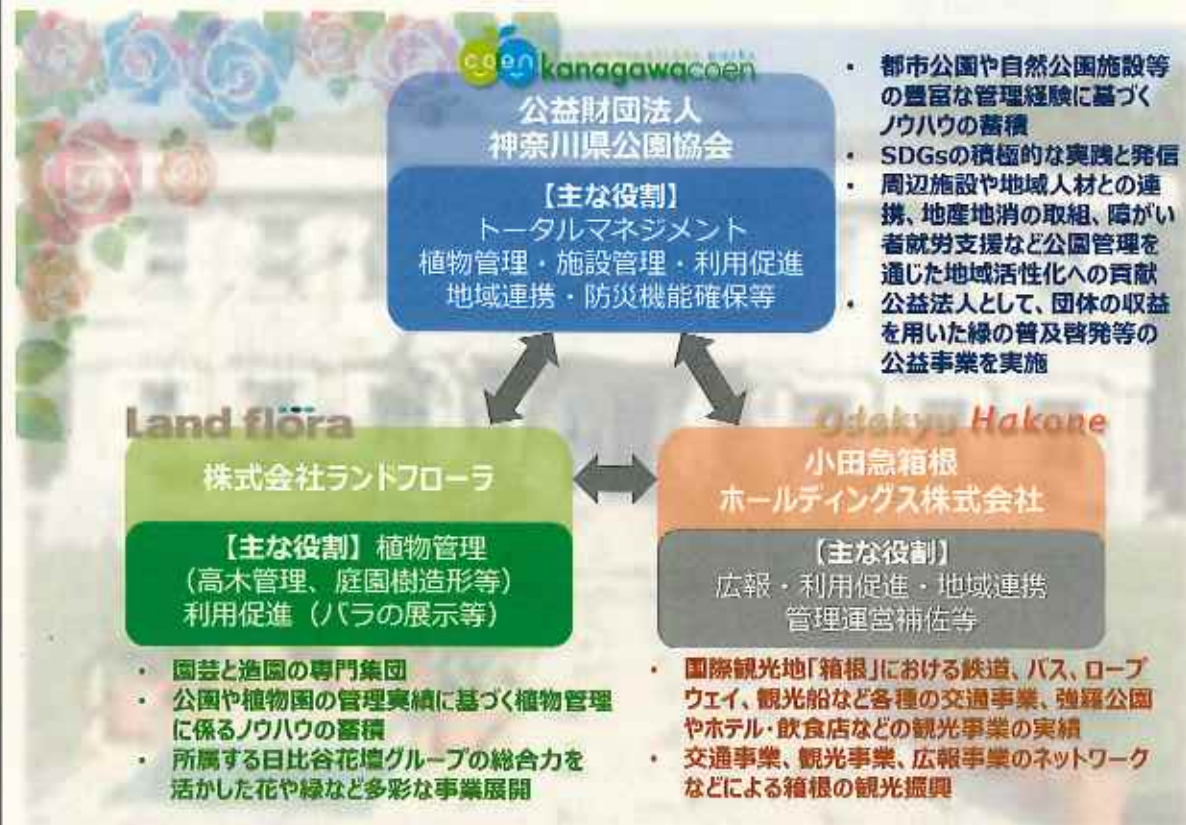 coen kanagawacoen
公益財団法人
神奈川県公園協会
【主な役割】
トータルマネジメント
植物管理・施設管理・利用促進
地域連携・防災機能確保等
・ 都市公園や自然公園施設等
の豊富な管理経験に基づく
ノウハウの蓄積
・ SDGsの積極的な実践と発信
・ 周辺施設や地域人材との連
携、地産地消の取組、障がい
者就労支援など公園管理を
通じた地域活性化への貢献
・ 公益法人として、団体の収益
を用いた緑の普及啓発等の
公益事業を実施
Land flora
株式会社ランドフローラ
【主な役割】植物管理
（高木管理、庭園樹造形等）
利用促進（バラの展示等）
・ 園芸と造園の専門集団
・ 公園や植物園の管理実績に基づく植物管理
に係るノウハウの蓄積
・ 所属する日比谷花壇グループの総合力を
活かした花や緑など多彩な事業展開
Odakyu Hakone
小田急箱根
ホールディングス株式会社
【主な役割】
広報・利用促進・地域連携
管理運営補佐等
・ 国際観光地「箱根」における鉄道、バス、ロープ
ウェイ、観光船など各種の交通事業、強羅公園
やホテル・飲食店などの観光事業の実績
・ 交通事業、観光事業、広報事業のネットワーク
などによる箱根の観光振興